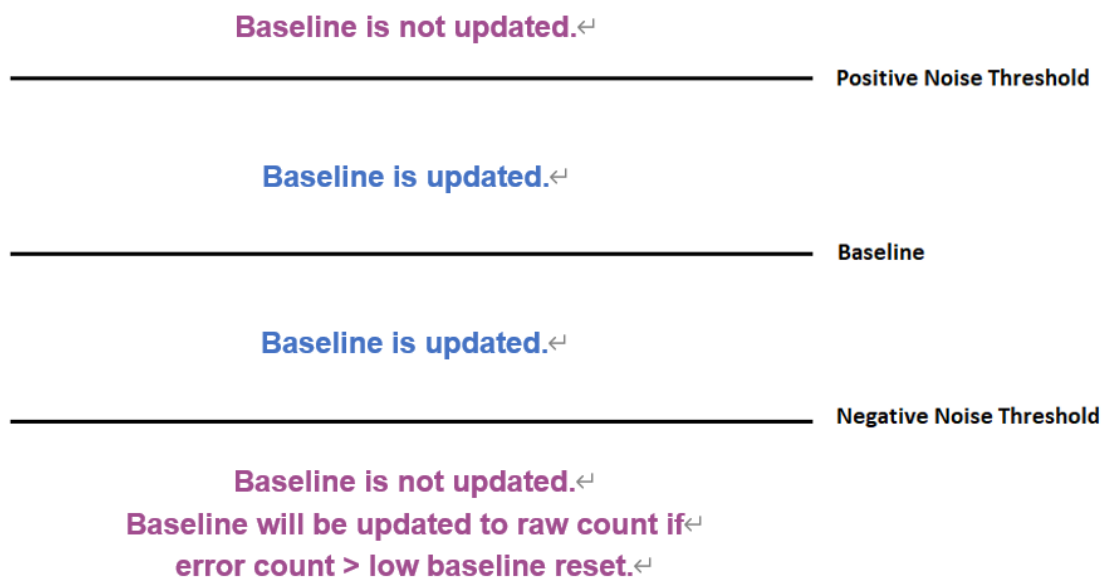 Baseline is not updated.↵
Positive Noise Threshold
Baseline is updated.↵
Baseline
Baseline is updated.↵
Negative Noise Threshold
Baseline is not updated.↵
Baseline will be updated to raw count if↵
error count > low baseline reset.↵